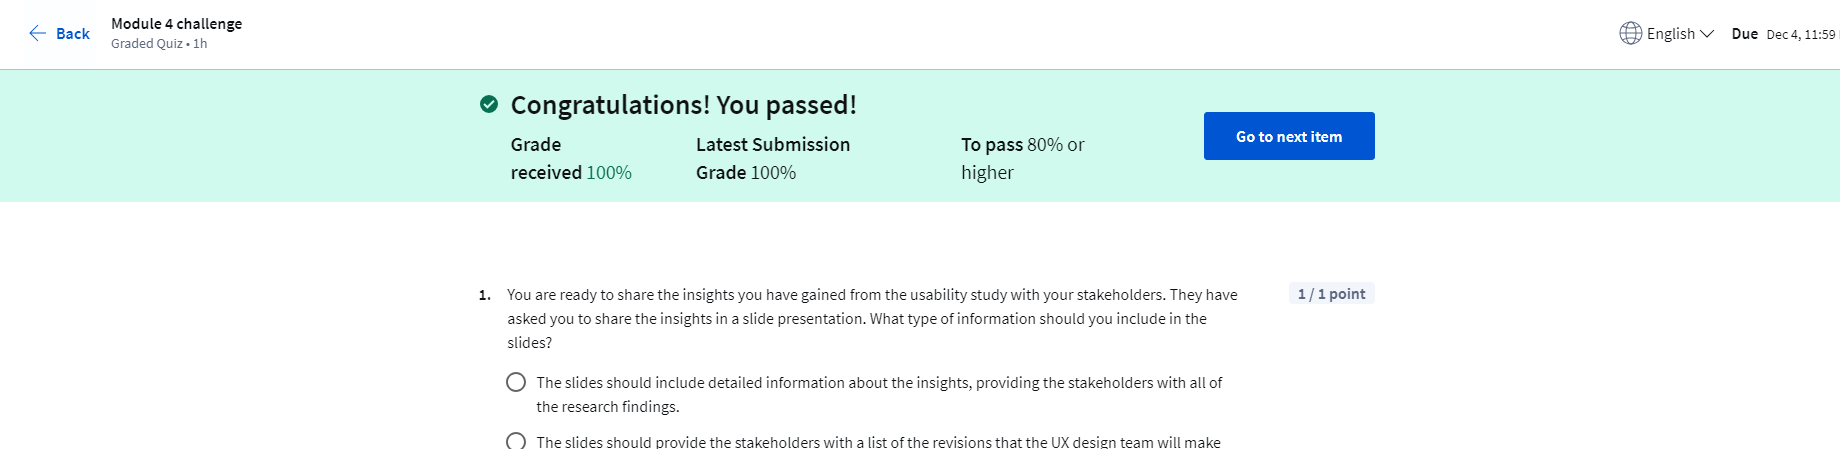 Back
Module 4 challenge
Graded Quiz • 1h
English
Due Dec 4, 11:59
Congratulations! You passed!
Grade received 100%
Latest Submission Grade 100%
To pass 80% or higher
Go to next item
1. You are ready to share the insights you have gained from the usability study with your stakeholders. They have
asked you to share the insights in a slide presentation. What type of information should you include in the
slides?
1 / 1 point
The slides should include detailed information about the insights, providing the stakeholders with all of
the research findings.
The slides should provide the stakeholders with a list of the revisions that the UX design team will make